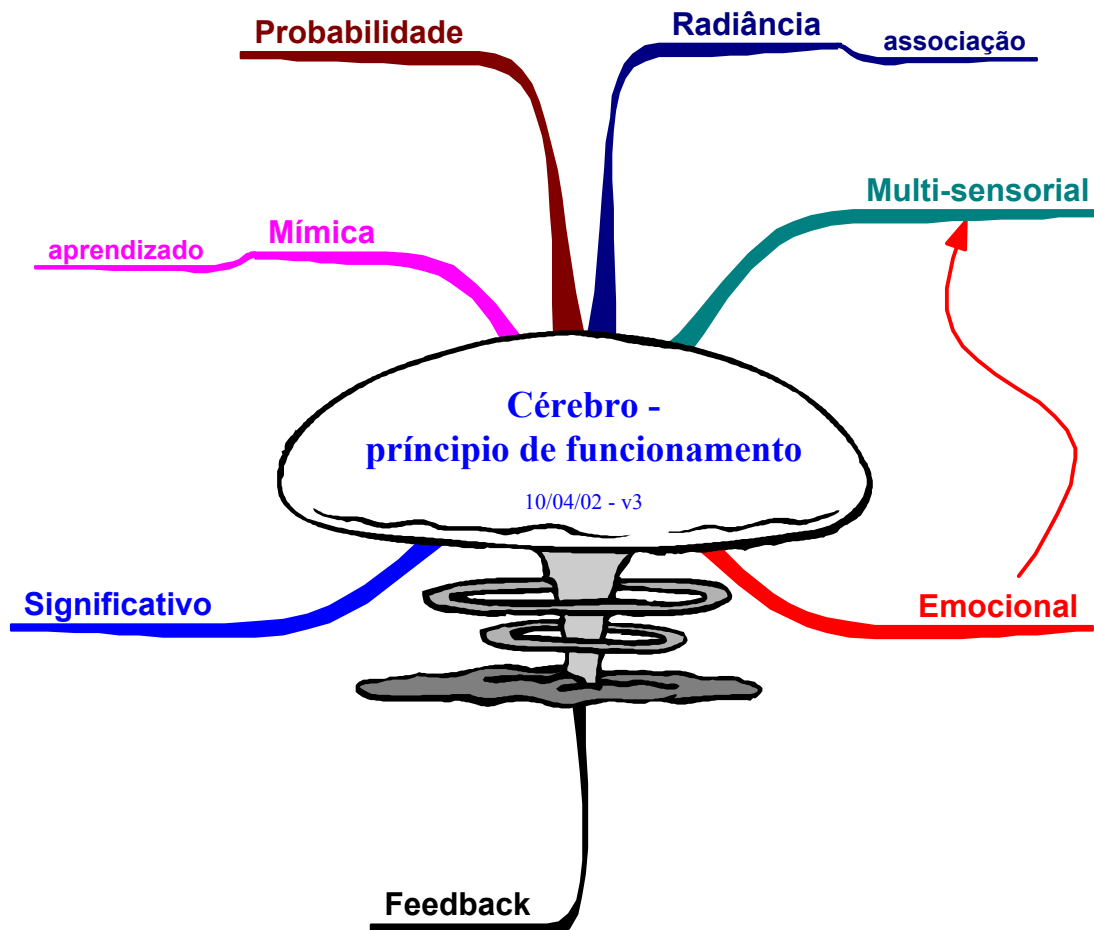 Probabilidade
Radiância
associação
Multi-sensorial
Mímica
aprendizado
Cérebro -
príncipio de funcionamento
10/04/02 - v3
Significativo
Emocional
Feedback